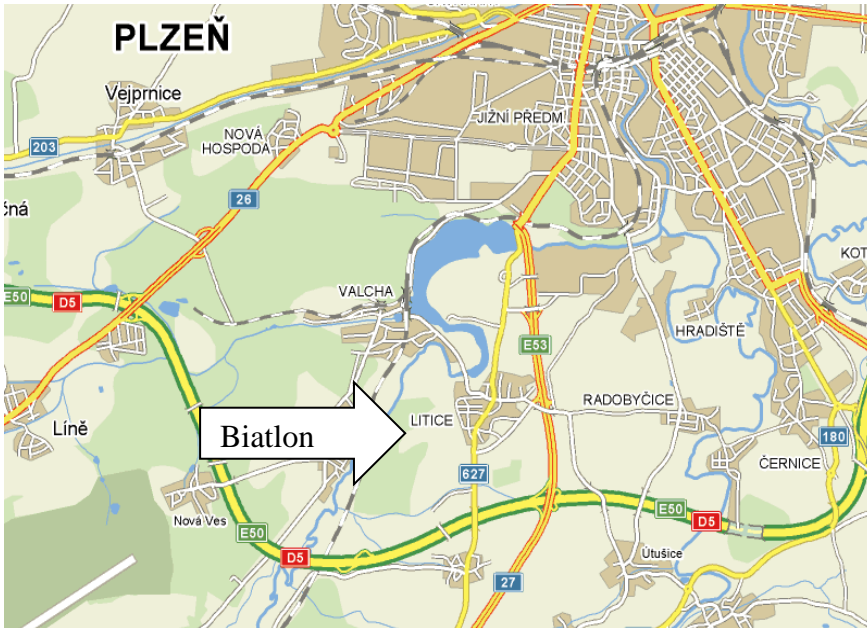 PLZEŇ
Vejprnice
NOVÁ
HOSPODA
JIŽNÍ PŘEDM.
203
26
čná
VALCHA
KOT
E50
D5
HRADIŠTĚ
E53
Líně
Biatlon
LITICE
RADOBYČICE
180
ČERNICE
627
Nová Ves
E50
E50
D5
D5
Útušice
27